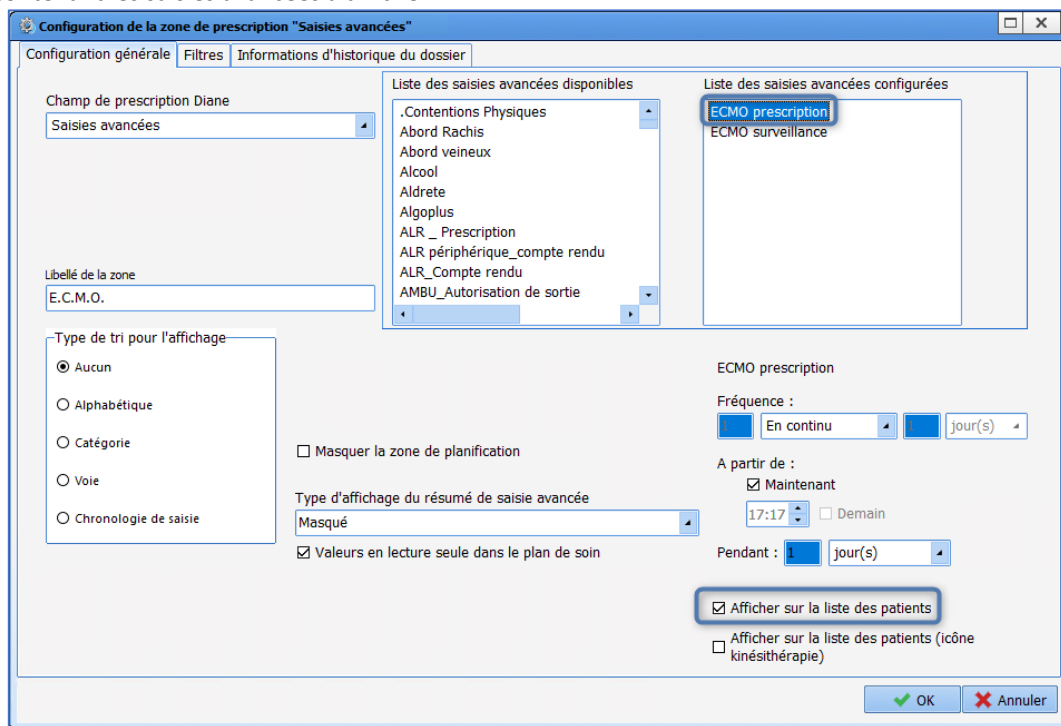 Configuration de la zone de prescription "Saisies avancées"
Configuration générale
Filtres
Informations d'historique du dossier
Champ de prescription Diane
Saisies avancées
Libellé de la zone
E.C.M.O.
Liste des saisies avancées disponibles
.Contentions Physiques
Abord Rachis
Abord veineux
Alcool
Aldrete
Algoplus
ALR _ Prescription
ALR périphérique_compte rendu
ALR_Compte rendu
AMBU_Autorisation de sortie
Liste des saisies avancées configurées
ECMO prescription
ECMO surveillance
Type de tri pour l'affichage
Aucun
Alphabétique
Catégorie
Voie
Chronologie de saisie
Masquer la zone de planification
Type d'affichage du résumé de saisie avancée
Masqué
Valeurs en lecture seule dans le plan de soin
ECMO prescription
Fréquence :
1 En continu 1 jour(s)
A partir de :
Maintenant
17:17 Demain
Pendant : 1 jour(s)
Afficher sur la liste des patients
Afficher sur la liste des patients (icône
kinésithérapie)
OK
Annuler